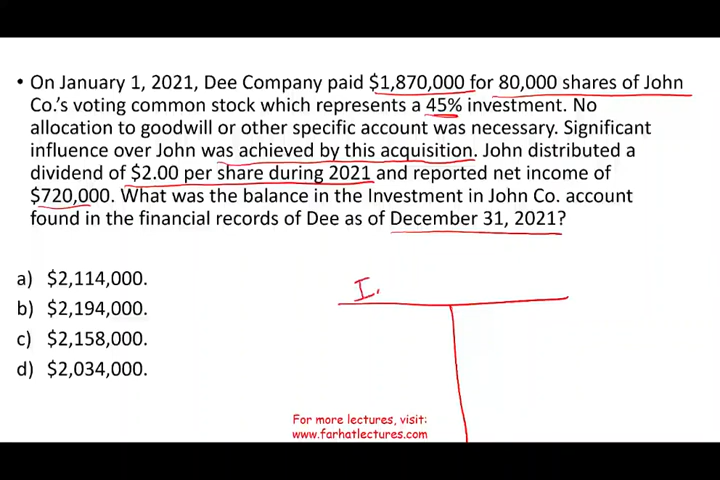 • On January 1, 2021, Dee Company paid $1,870,000 for 80,000 shares of John
Co.'s voting common stock which represents a 45% investment. No
allocation to goodwill or other specific account was necessary. Significant
influence over John was achieved by this acquisition. John distributed a
dividend of $2.00 per share during 2021 and reported net income of
$720,000. What was the balance in the Investment in John Co. account
found in the financial records of Dee as of December 31, 2021?
a) $2,114,000.
b) $2,194,000.
c) $2,158,000.
d) $2,034,000.
I.
For more lectures, visit:
www.farhatlectures.com